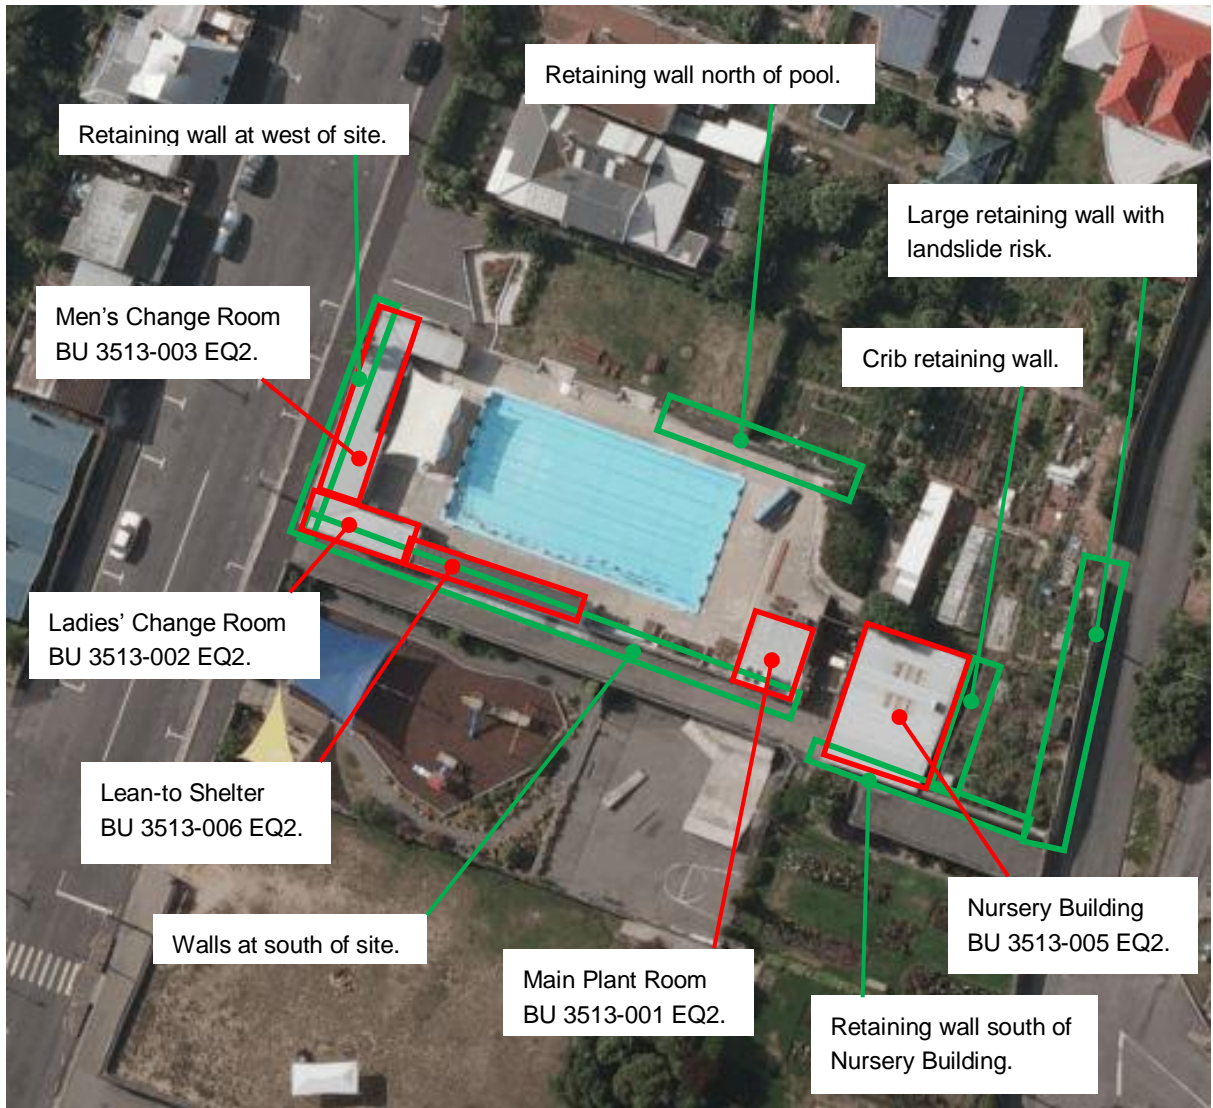 Retaining wall north of pool.
Retaining wall at west of site.
Large retaining wall with
landslide risk.
Men's Change Room
BU 3513-003 EQ2.
Crib retaining wall.
Ladies' Change Room
BU 3513-002 EQ2.
Lean-to Shelter
BU 3513-006 EQ2.
Walls at south of site.
Nursery Building
BU 3513-005 EQ2.
Main Plant Room
BU 3513-001 EQ2.
Retaining wall south of
Nursery Building.